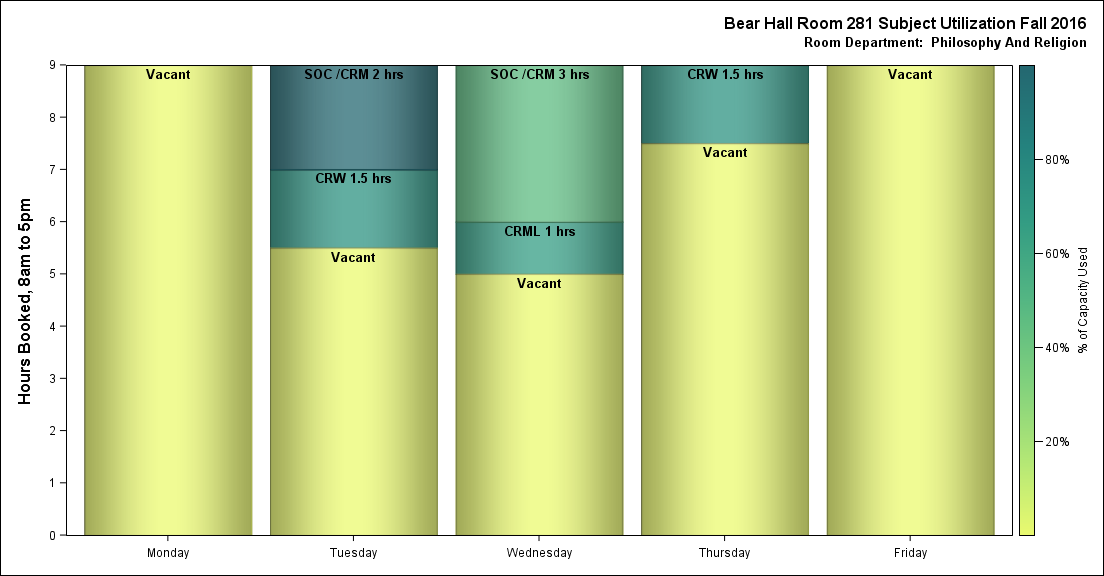 Bear Hall Room 281 Subject Utilization Fall 2016
Room Department:  Philosophy And Religion
Hours Booked, 8am to 5pm
9
8
7
6
5
4
3
2
1
0
Vacant
SOC /CRM 2 hrs
CRW 1.5 hrs
Vacant
SOC /CRM 3 hrs
CRML 1 hrs
Vacant
CRW 1.5 hrs
Vacant
Vacant
Monday
Tuesday
Wednesday
Thursday
Friday
80%
60%
40%
20%
% of Capacity Used